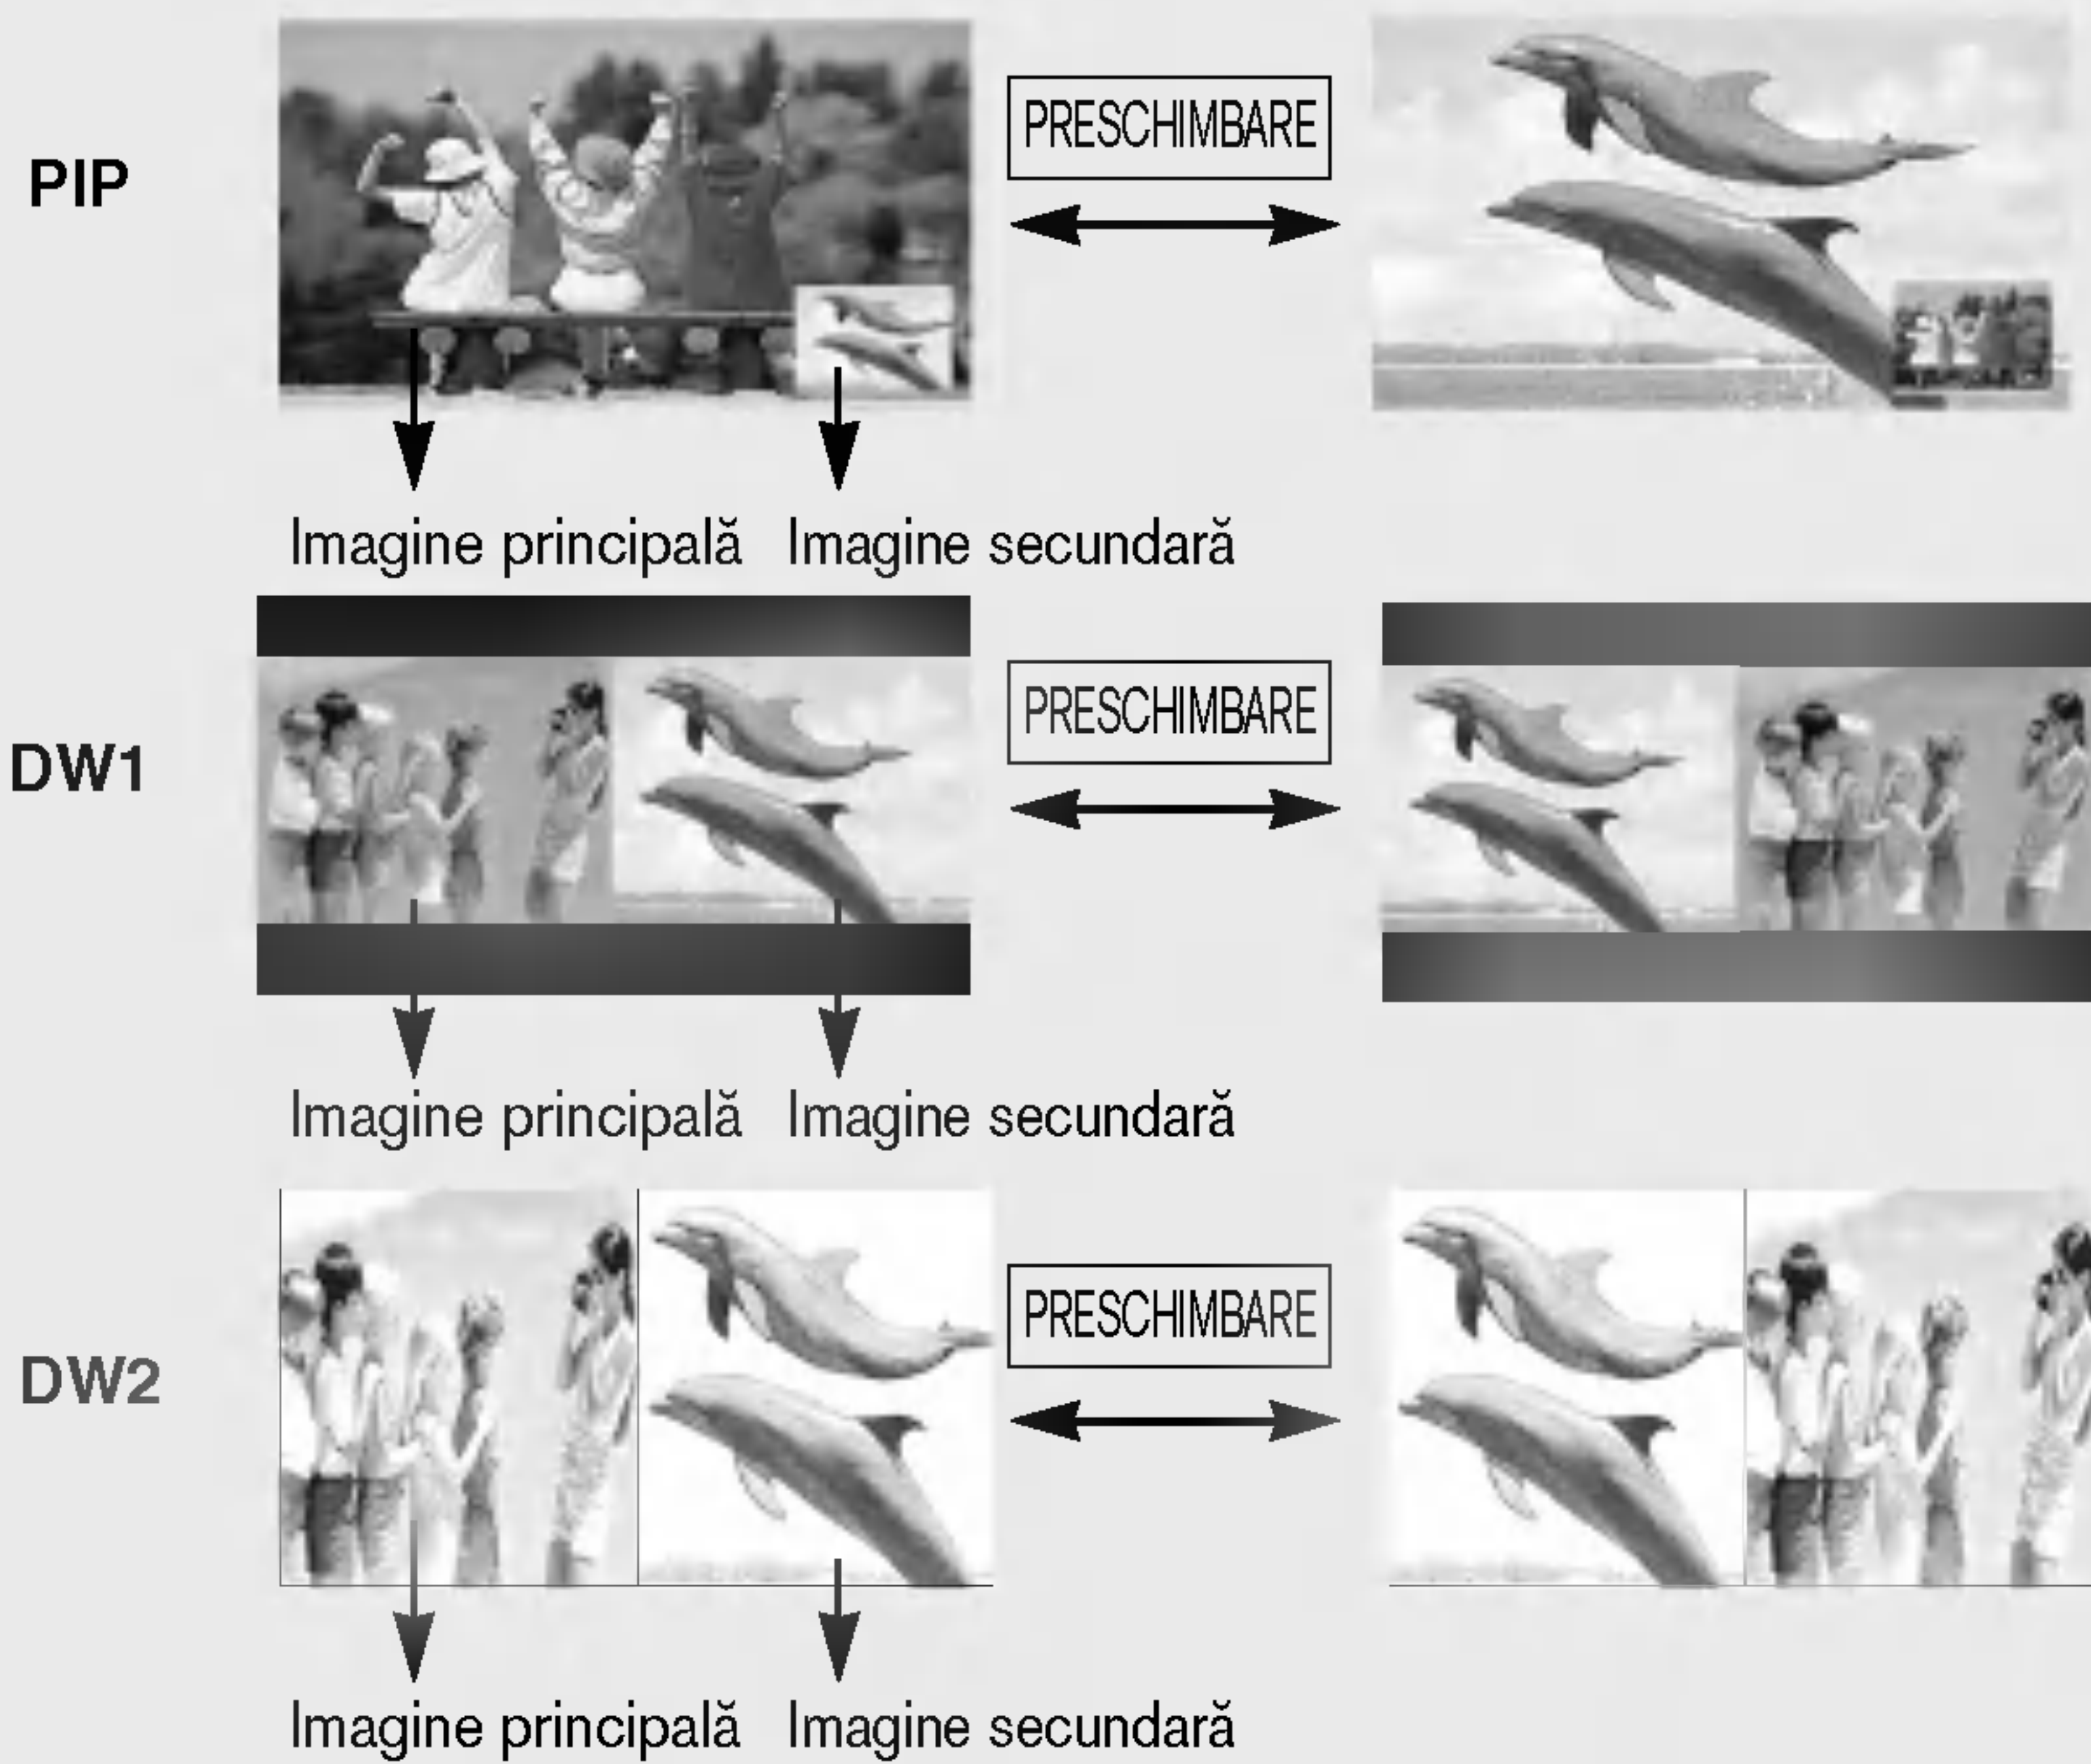 PIP
PRESCHIMBARE
Imagine principală Imagine secundară
DW1
PRESCHIMBARE
Imagine principală Imagine secundară
DW2
PRESCHIMBARE
Imagine principală Imagine secundară